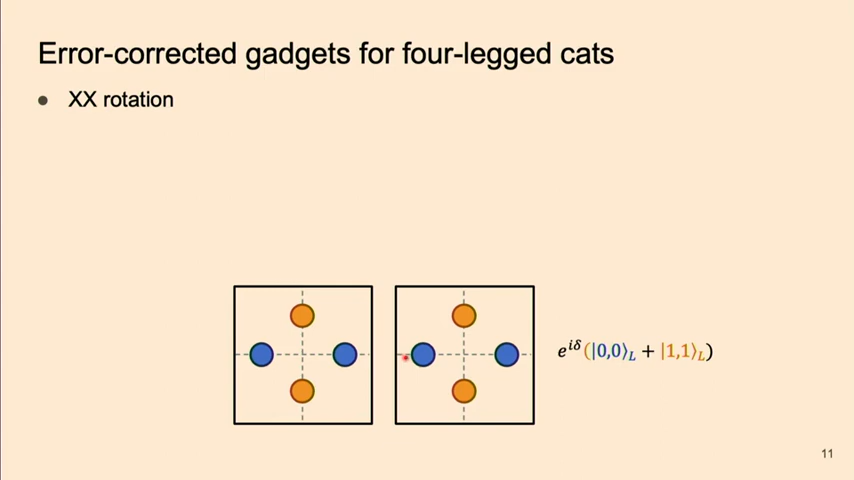 Error-corrected gadgets for four-legged cats
● XX rotation
e^{iδ}(|0,0⟩_L + |1,1⟩_L)
11